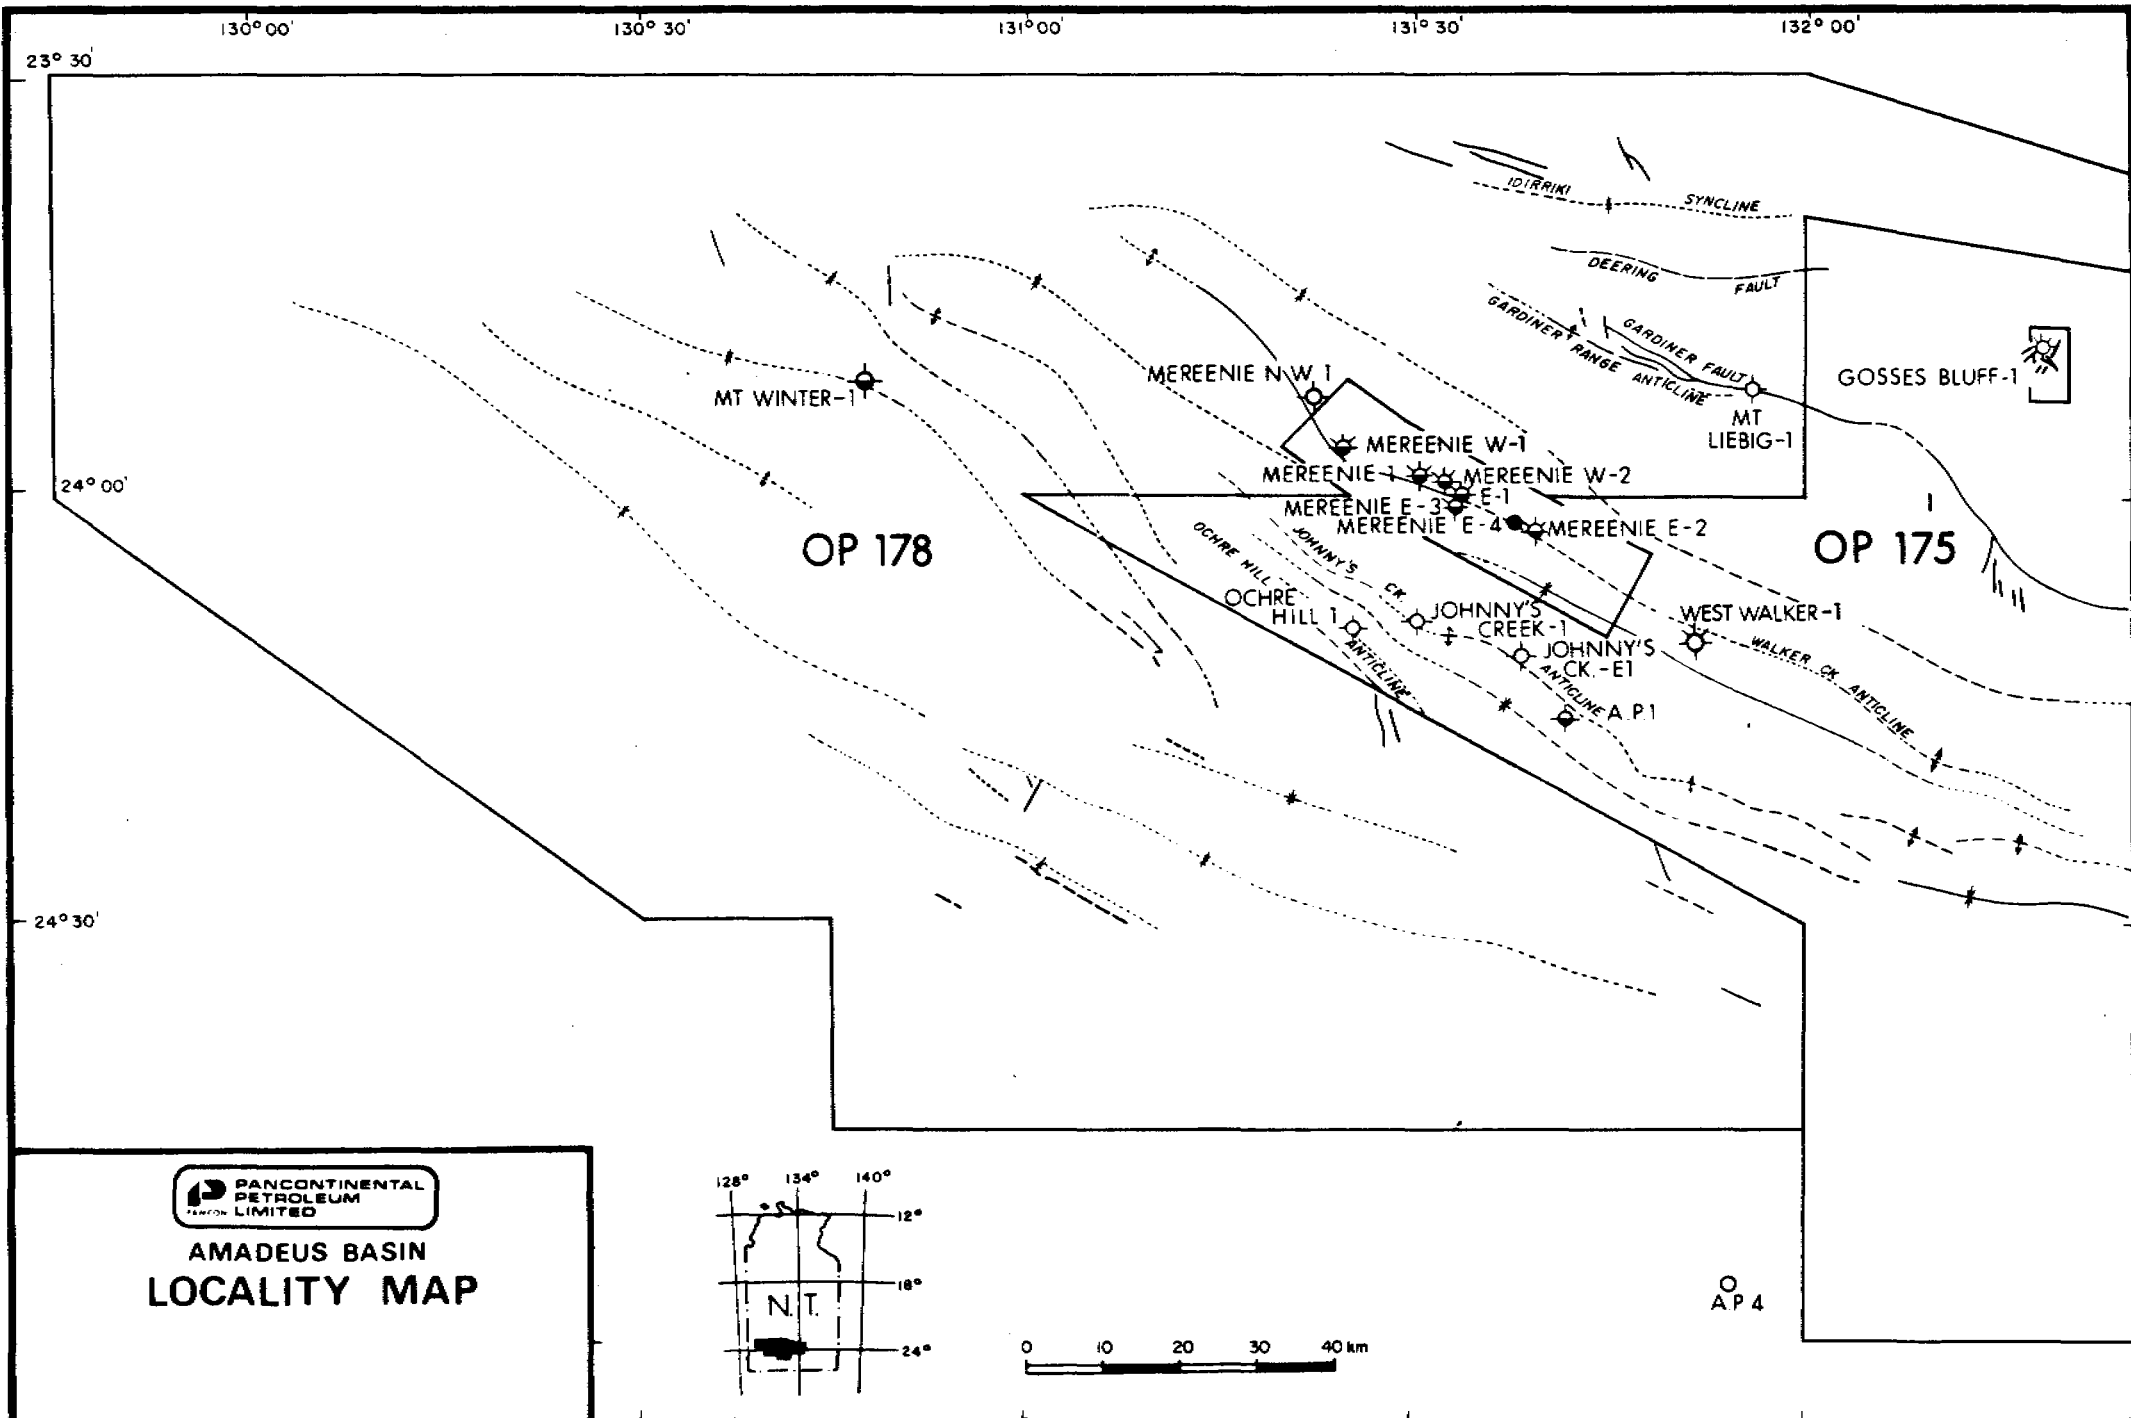 130° 00'
130° 30'
131° 00'
131° 30'
132° 00'
23° 30'
IDIRRIKI SYNCLINE
DEERING FAULT
GARDINER FAULT
GARDINER RANGE ANTICLINE
MEREENIE N.W. 1
GOSSES BLUFF-1
MT WINTER-1
MT
LIEBIG-1
MEREENIE W-1
MEREENIE 1
MEREENIE W-2
24° 00'
E-1
MEREENIE E-3
MEREENIE E-4
MEREENIE E-2
OP 178
OP 175
OCHRE HILL
ANTICLINE
JOHNNY'S CK.
ANTICLINE
OCHRE
HILL 1
JOHNNY'S
CREEK-1
WEST WALKER-1
JOHNNY'S
CK.-E1
WALKER CK. ANTICLINE
A.P.1
24° 30'
PANCONTINENTAL
PETROLEUM
LIMITED
PANCON
AMADEUS BASIN
LOCALITY MAP
128°
134°
140°
12°
18°
N.T.
24°
0 10 20 30 40 km
A.P 4